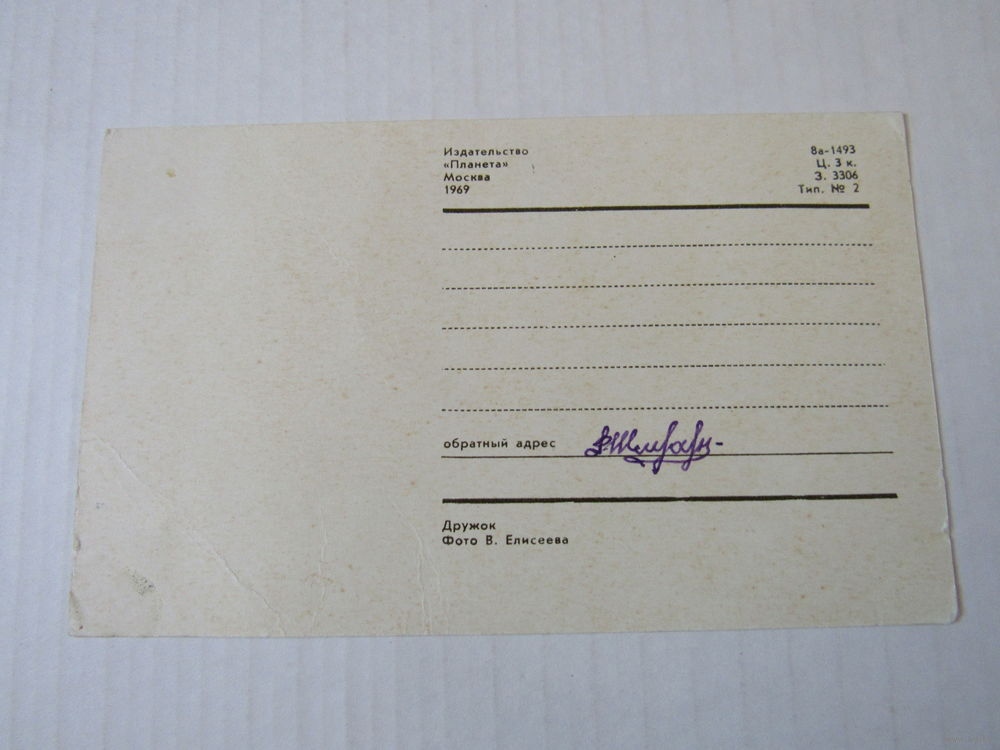 Издательство
«Планета»
Москва
1969
8а-1493
Ц. 3 к.
З. 3306
Тип. № 2
обратный адрес
Дружок
Фото В. Елисеева